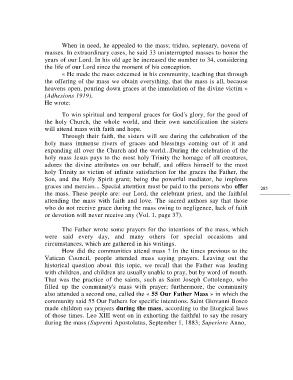 When in need, he appealed to the mass; triduo, septenary, novena of
masses. In extraordinary cases, he said 33 uninterrupted masses to honor the
years of our Lord. In his old age he increased the number to 34, considering
the life of our Lord since the moment of his conception.
« He made the mass esteemed in his community, teaching that through
the offering of the mass we obtain everything, that the mass is all, because
heavens open, pouring down graces at the immolation of the divine victim »
(Adhesions 1919).
He wrote:
To win spiritual and temporal graces for God's glory, for the good of
the holy Church, the whole world, and their own sanctification the sisters
will attend mass with faith and hope.
Through their faith, the sisters will see during the celebration of the
holy mass immense rivers of graces and blessings coming out of it and
expanding all over the Church and the world...During the celebration of the
holy mass Jesus pays to the most holy Trinity the homage of all creatures,
adores the divine attributes on our behalf, and offers himself to the most
holy Trinity as victim of infinite satisfaction for the graces the Father, the
Son, and the Holy Spirit grant; being the powerful mediator, he implores
graces and mercies... Special attention must be paid to the persons who offer
the mass. These people are: our Lord, the celebrant priest, and the faithful
attending the mass with faith and love. The sacred authors say that those
who do not receive grace during the mass owing to negligence, lack of faith
or devotion will never receive any (Vol. 1, page 37).
285
The Father wrote some prayers for the intentions of the mass, which
were said every day, and many others for special occasions and
circumstances, which are gathered in his writings.
How did the communities attend mass ? In the times previous to the
Vatican Council, people attended mass saying prayers. Leaving out the
historical question about this topic, we recall that the Father was leading
with children, and children are usually unable to pray, but by word of mouth.
That was the practice of the saints, such as Saint Joseph Cottolengo, who
filled up the community's mass with prayer; furthermore, the community
also attended a second one, called the « 55 Our Father Mass » in which the
community said 55 Our Fathers for specific intentions. Saint Giovanni Bosco
made children say prayers during the mass, according to the liturgical laws
of those times. Leo XIII went on in exhorting the faithful to say the rosary
during the mass (Supremi Apostolatus, September 1, 1883; Superiore Anno,